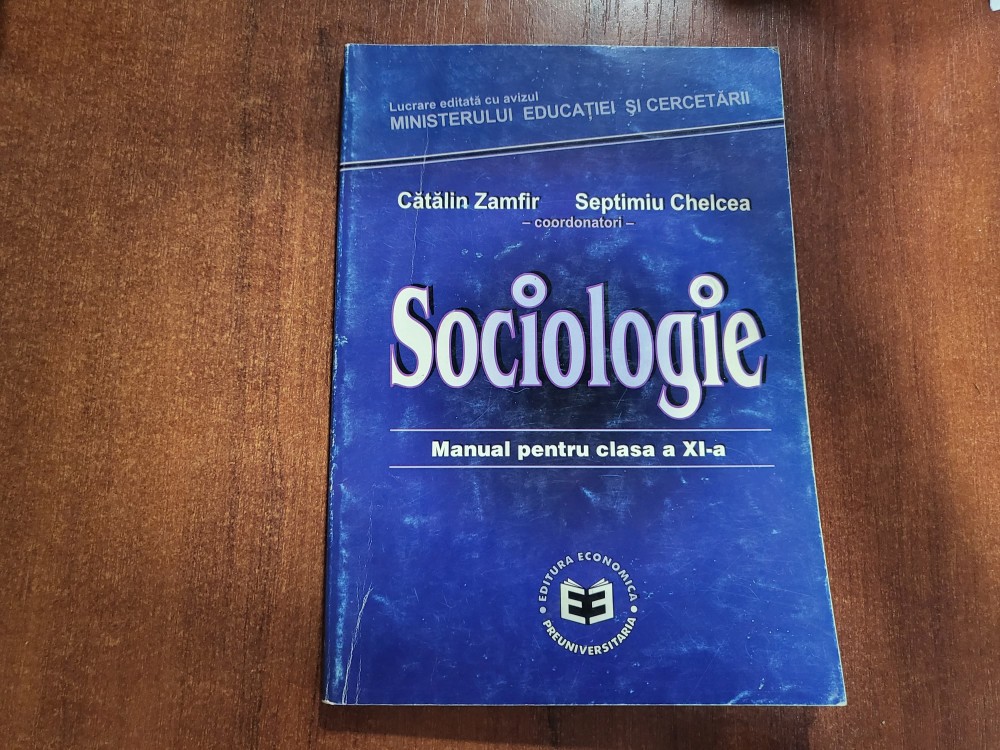 Lucrare editată cu avizul
MINISTERULUI EDUCAȚIEI ȘI CERCETĂRII
Cătălin Zamfir Septimiu Chelcea
– coordonatori –
Sociologie
Manual pentru clasa a XI-a
• EDITURA ECONOMICA •
PREUNIVERSITARIA